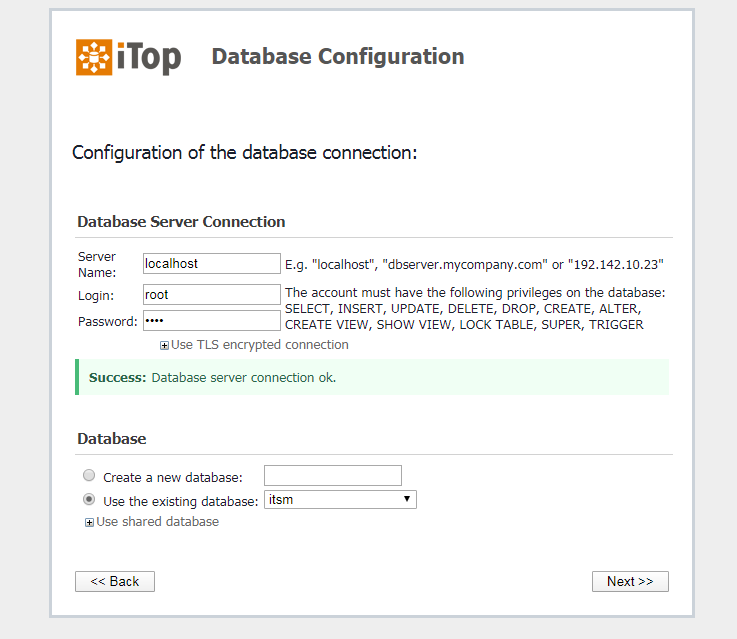 iTop Database Configuration
Configuration of the database connection:
Database Server Connection
Server Name: localhost E.g. "localhost", "dbserver.mycompany.com" or "192.142.10.23"
Login: root The account must have the following privileges on the database:
SELECT, INSERT, UPDATE, DELETE, DROP, CREATE, ALTER,
Password: •••• CREATE VIEW, SHOW VIEW, LOCK TABLE, SUPER, TRIGGER
Use TLS encrypted connection
Success: Database server connection ok.
Database
Create a new database:
Use the existing database: itsm
Use shared database
<< Back Next >>